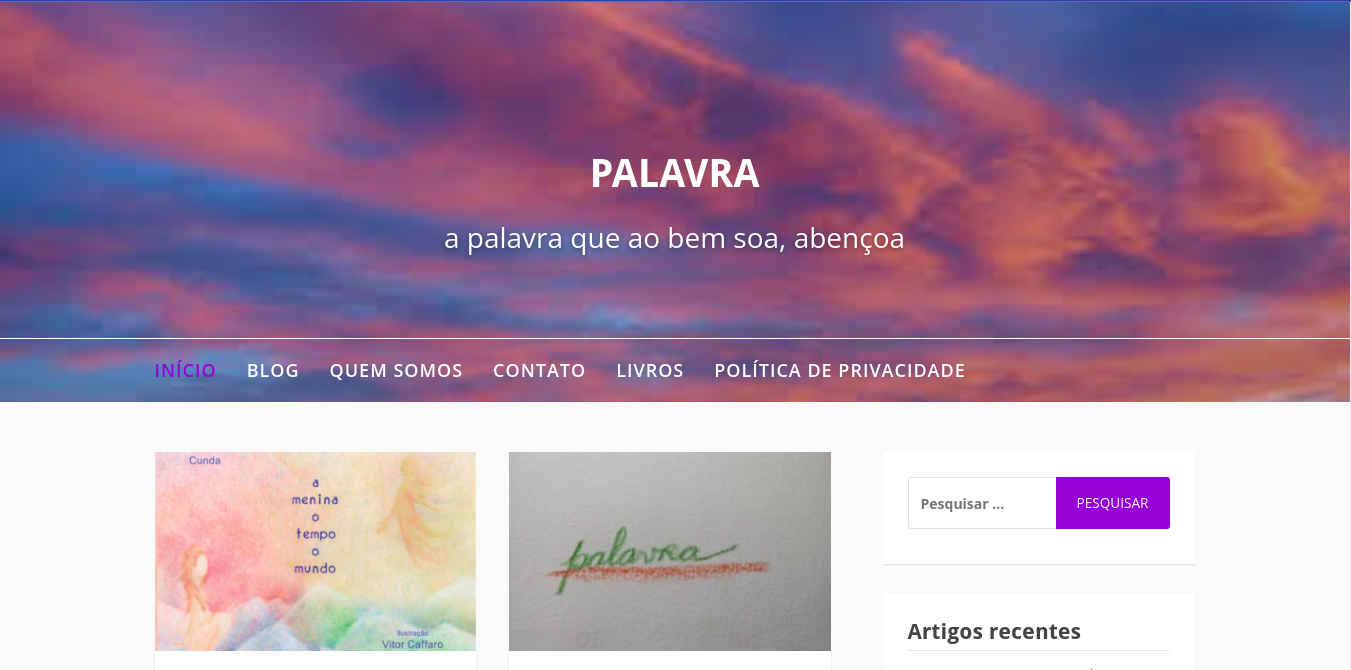 PALAVRA
a palavra que ao bem soa, abençoa
INÍCIO BLOG QUEM SOMOS CONTATO LIVROS POLÍTICA DE PRIVACIDADE
Cunda
a
menina
o
tempo
o
mundo
Ilustração
Vitor Caffaro
palavra
Pesquisar ... PESQUISAR
Artigos recentes